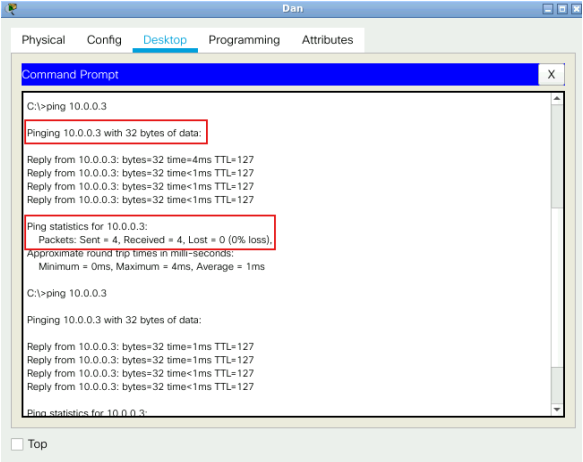 Dan
Physical Config Desktop Programming Attributes
Command Prompt X
C:\>ping 10.0.0.3
Pinging 10.0.0.3 with 32 bytes of data:
Reply from 10.0.0.3: bytes=32 time=4ms TTL=127
Reply from 10.0.0.3: bytes=32 time<1ms TTL=127
Reply from 10.0.0.3: bytes=32 time<1ms TTL=127
Reply from 10.0.0.3: bytes=32 time<1ms TTL=127
Ping statistics for 10.0.0.3:
Packets: Sent = 4, Received = 4, Lost = 0 (0% loss),
Approximate round trip times in milli-seconds:
Minimum = 0ms, Maximum = 4ms, Average = 1ms
C:\>ping 10.0.0.3
Pinging 10.0.0.3 with 32 bytes of data:
Reply from 10.0.0.3: bytes=32 time=1ms TTL=127
Reply from 10.0.0.3: bytes=32 time<1ms TTL=127
Reply from 10.0.0.3: bytes=32 time<1ms TTL=127
Reply from 10.0.0.3: bytes=32 time<1ms TTL=127
Ping statistics for 10.0.0.3:
Top